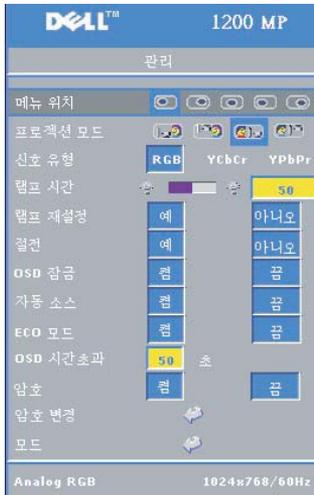 DELL™ 1200 MP
관리
메뉴 위치
프로젝션 모드
신호 유형 RGB YCbCr YPbPr
램프 시간 50
램프 재설정 예 아니오
절전 예 아니오
OSD 잠금 켬 끔
자동 소스 켬 끔
ECO 모드 켬 끔
OSD 시간초과 50 초
암호 켬 끔
암호 변경
모드
Analog RGB 1024x768/60Hz